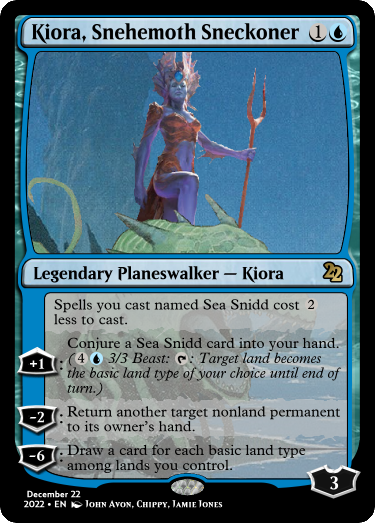 Kiora, Snehemoth Sneckoner 1
Legendary Planeswalker — Kiora
Spells you cast named Sea Snidd cost 2
less to cast.
Conjure a Sea Snidd card into your hand.
+1: (4 3/3 Beast: : Target land becomes
the basic land type of your choice until end
of turn.)
-2: Return another target nonland permanent
to its owner's hand.
-6: Draw a card for each basic land type
among lands you control.
3
December 22
2022 • EN John Avon, Chippy, Jamie Jones